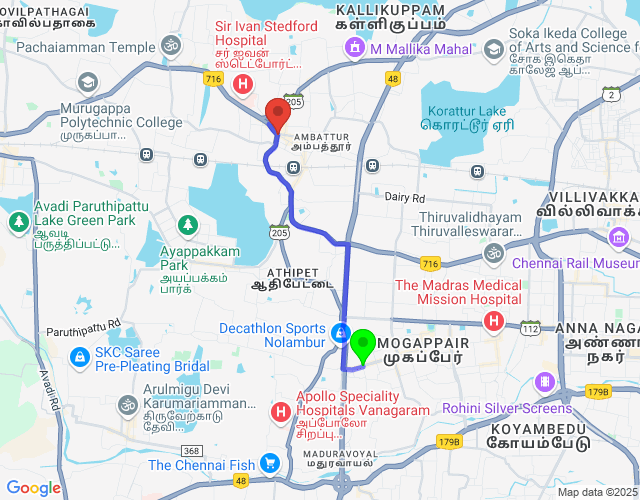 OVILPATHAGAI
காவில்பதாகை
Pachaiamman Temple
Sir Ivan Stedford
Hospital
சர் ஐவன்
ஸ்டெட்போர்ட்...
KALLIKUPPAM
கள்ளிகுப்பம்
M Mallika Mahal
Soka Ikeda College
of Arts and Science fo
சோக இகெதா
காலேஜ் ஆப்...
48
716
205
2
Murugappa
Polytechnic College
முருகப்பா...
Korattur Lake
கொரட்டூர் ஏரி
AMBATTUR
அம்பத்தூர்
Dairy Rd
VILLIVAKKA
வில்லிவாக்
Avadi Paruthipattu
Lake Green Park
ஆவடி
பருத்திப்பட்டு...
Ayappakkam
Park
அயப்பக்கம்
பார்க்
205
Thiruvalidhayam
Thiruvalleeswarar...
716
Chennai Rail Museum
ATHIPET
ஆதிபேட்டை
The Madras Medical
Mission Hospital
112
ANNA NAGA
அண்ணா
நகர்
Paruthipattu Rd
Decathlon Sports
Nolambur
MOGAPPAIR
முகப்பேர்
SKC Saree
Pre-Pleating Bridal
Avadi Rd
Arulmigu Devi
Karumariamman...
திருவேற்காடு
தேவி...
Apollo Speciality
Hospitals Vanagaram
அப்போலோ
சிறப்பு...
179B
Rohini Silver Screens
KOYAMBEDU
கோயம்பேடு
179B
368
MADURAVOYAL
மதுரவாயல்
The Chennai Fish
48
Google
Map data ©2025